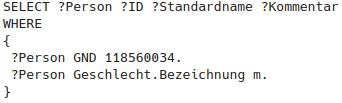 SELECT ?Person ?ID ?Standardname ?Kommentar
WHERE
{
?Person GND 118560034.
?Person Geschlecht.Bezeichnung m.
}